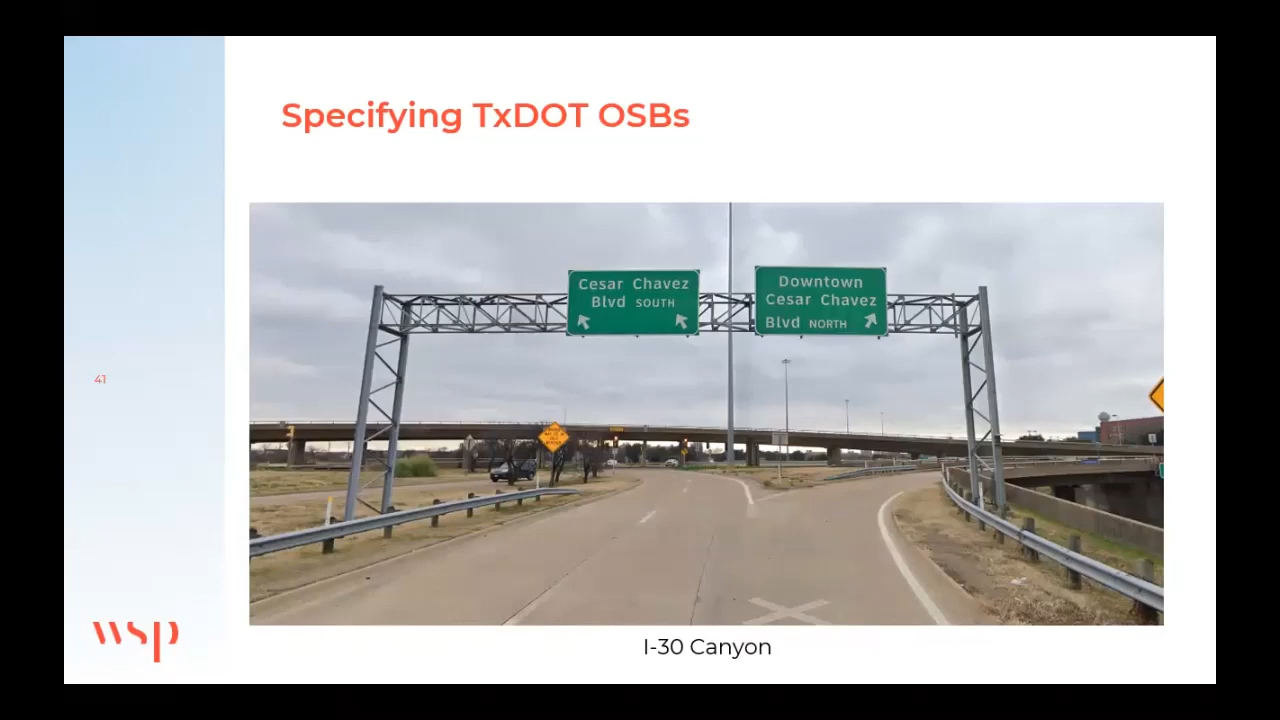 Specifying TxDOT OSBs
Cesar Chavez
Blvd SOUTH
Downtown
Cesar Chavez
Blvd NORTH
41
wsp
I-30 Canyon